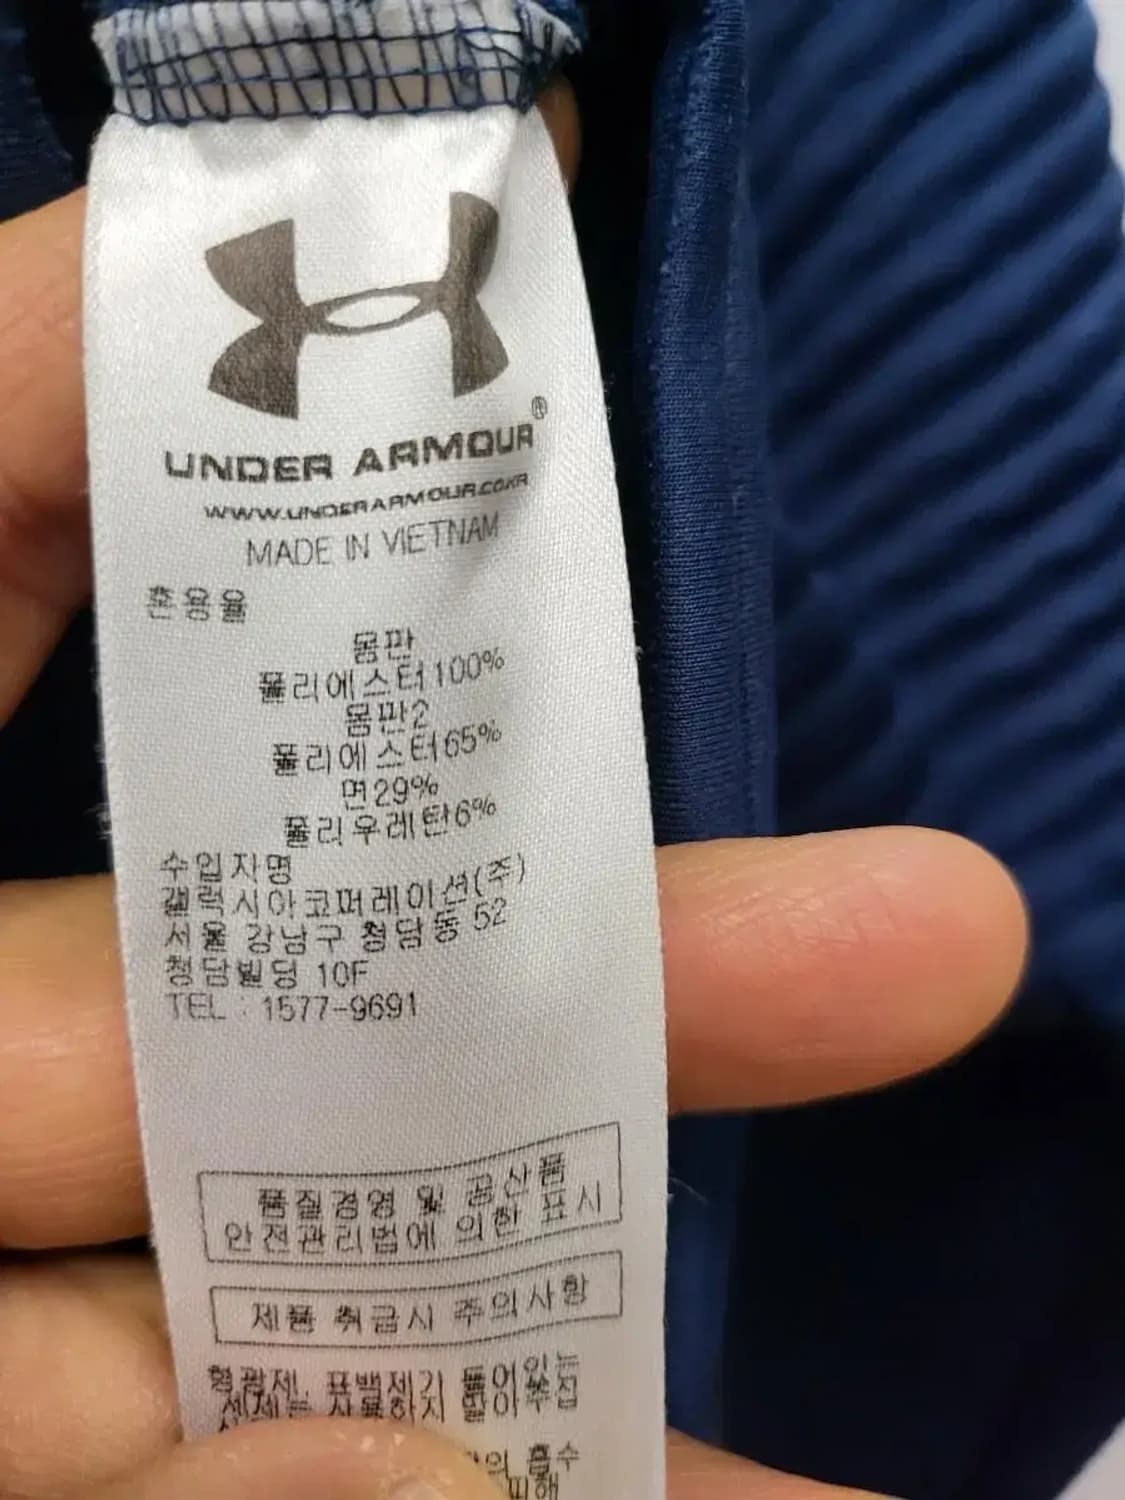 UNDER ARMOUR®
WWW.UNDERARMOUR.CO.KR
MADE IN VIETNAM
혼용율
몸판
폴리에스터100%
몸판2
폴리에스터65%
면29%
폴리우레탄6%
수입자명
갤럭시아코퍼레이션(주)
서울 강남구 청담동 52
청담빌딩 10F
TEL : 1577-9691
품질경영 및 공산품
안전관리법에 의한 표시
제품 취급시 주의사항
형광제, 표백제가 들어있는
세제는 사용하지 말아주십
의 흡수
피해